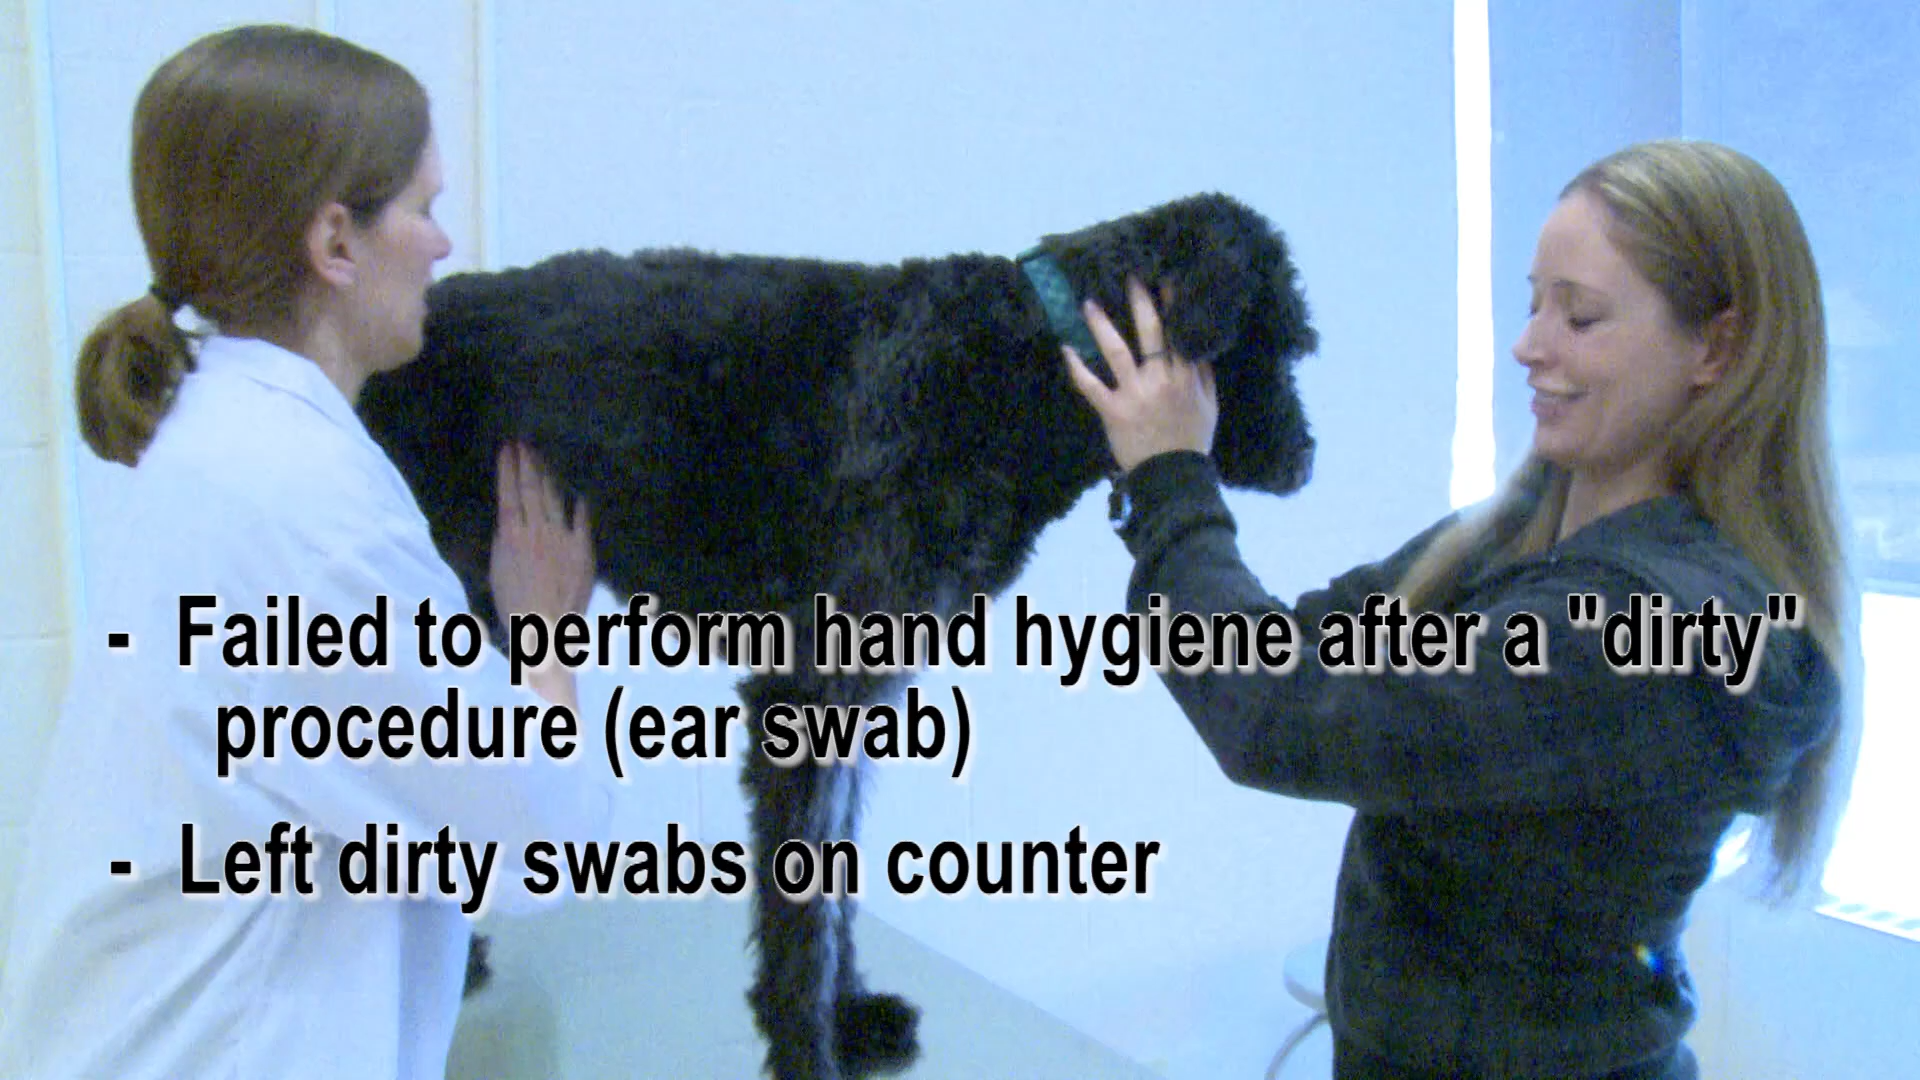 - Failed to perform hand hygiene after a "dirty"
procedure (ear swab)
- Left dirty swabs on counter